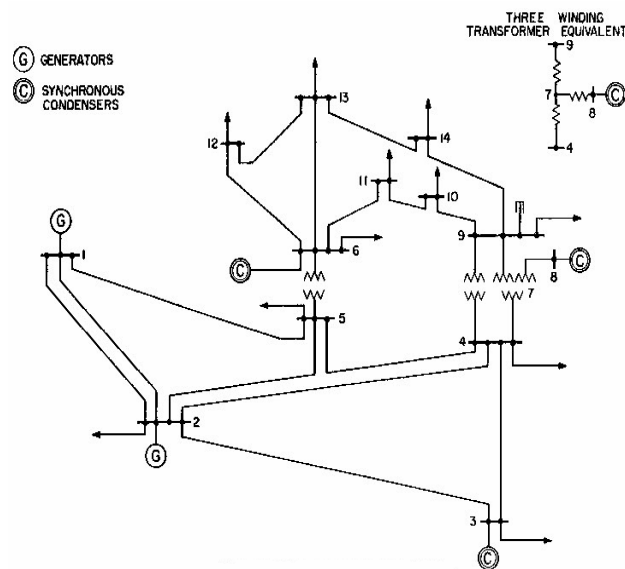 THREE WINDING
TRANSFORMER EQUIVALENT
9
7
C
8
4
G GENERATORS
C SYNCHRONOUS
CONDENSERS
13
12
14
11
10
G
1
C
6
9
8
C
7
5
4
2
G
3
C